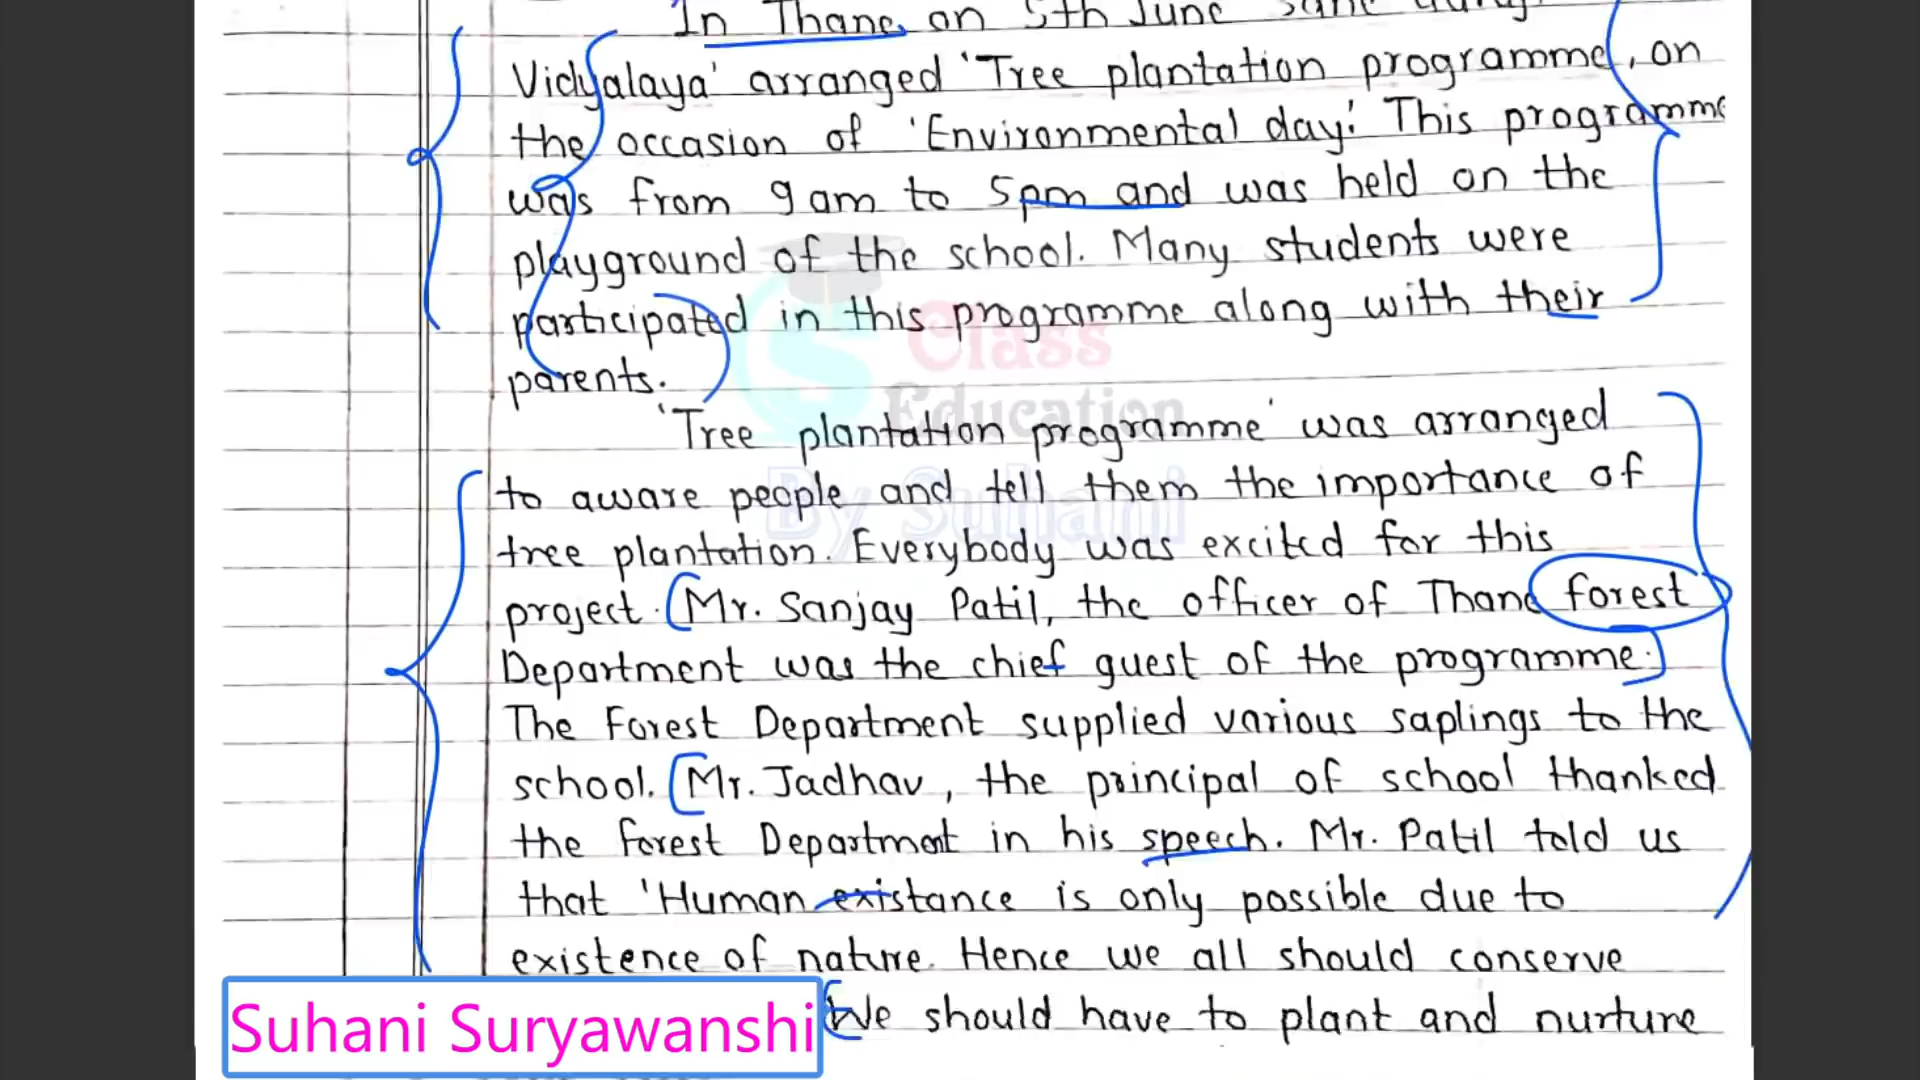 In Thane, on 5th June
Vidyalaya' arranged 'Tree plantation programme, on
the occasion of 'Environmental day.' This programme
was from 9 am to 5pm and was held on the
playground of the school. Many students were
participated in this programme along with their
parents.
'Tree plantation programme' was arranged
to aware people and tell them the importance of
tree plantation. Everybody was excited for this
project. Mr. Sanjay Patil, the officer of Thane forest
Department was the chief guest of the programme.
The Forest Department supplied various saplings to the
school. Mr. Jadhav, the principal of school thanked
the forest Department in his speech. Mr. Patil told us
that 'Human existance is only possible due to
existence of nature. Hence we all should conserve
We should have to plant and nurture
Class
Education
By Suhani
Suhani Suryawanshi